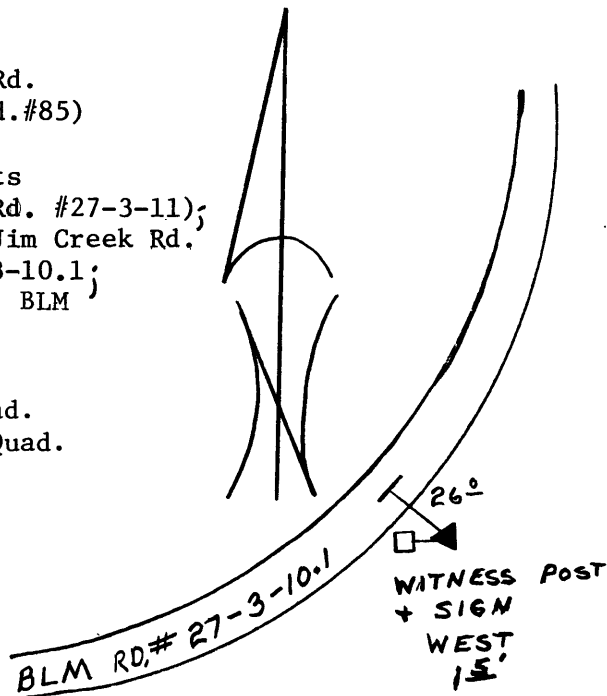 Rd.
d.#85)
ts
Rd. #27-3-11);
Jim Creek Rd.
3-10.1;
BLM
ad.
Quad.
26º
BLM RD.# 27-3-10.1
WITNESS POST
+ SIGN
WEST
1⁵'